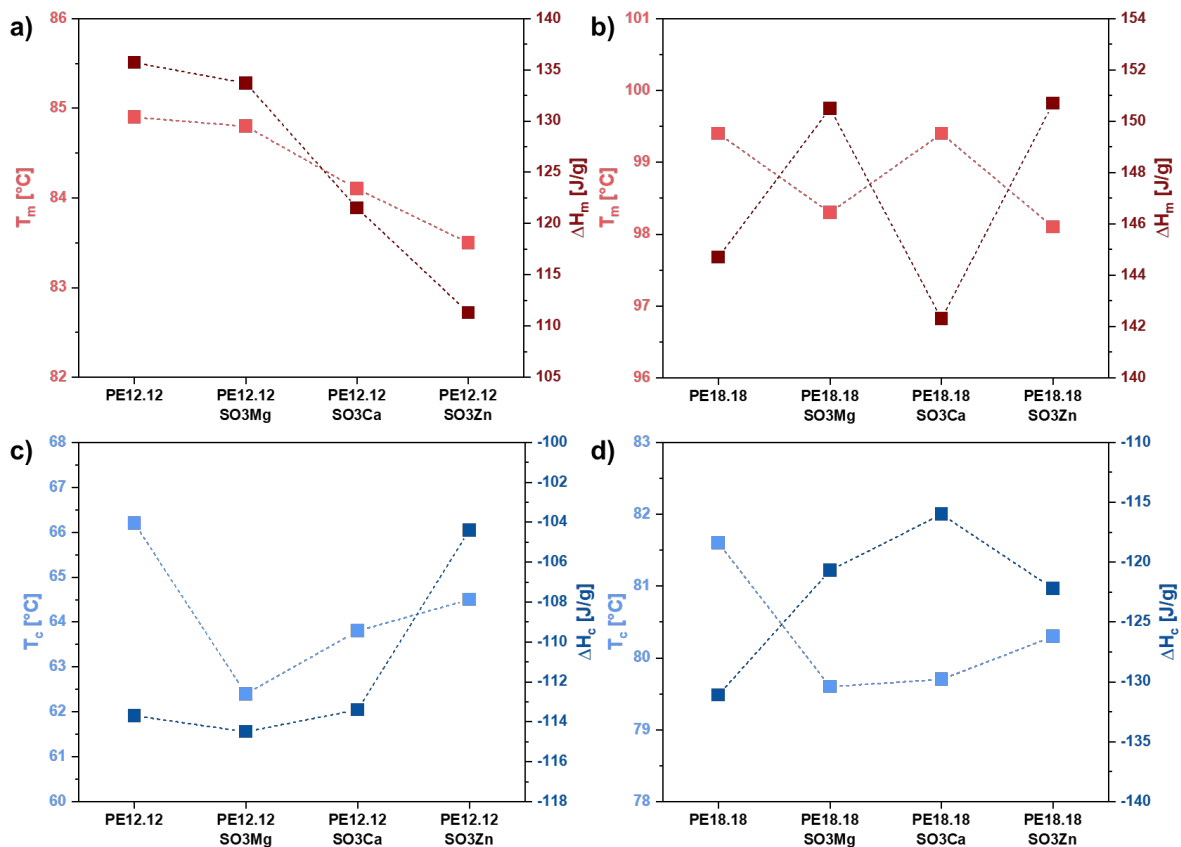 a)
86
85
84
83
82
Tm [°C]
140
135
130
125
120
115
110
105
ΔHm [J/g]
PE12.12
PE12.12
SO3Mg
PE12.12
SO3Ca
PE12.12
SO3Zn
b)
101
100
99
98
97
96
Tm [°C]
154
152
150
148
146
144
142
140
ΔHm [J/g]
PE18.18
PE18.18
SO3Mg
PE18.18
SO3Ca
PE18.18
SO3Zn
c)
68
67
66
65
64
63
62
61
60
Tc [°C]
-100
-102
-104
-106
-108
-110
-112
-114
-116
-118
ΔHc [J/g]
PE12.12
PE12.12
SO3Mg
PE12.12
SO3Ca
PE12.12
SO3Zn
d)
83
82
81
80
79
78
Tc [°C]
-110
-115
-120
-125
-130
-135
-140
ΔHc [J/g]
PE18.18
PE18.18
SO3Mg
PE18.18
SO3Ca
PE18.18
SO3Zn